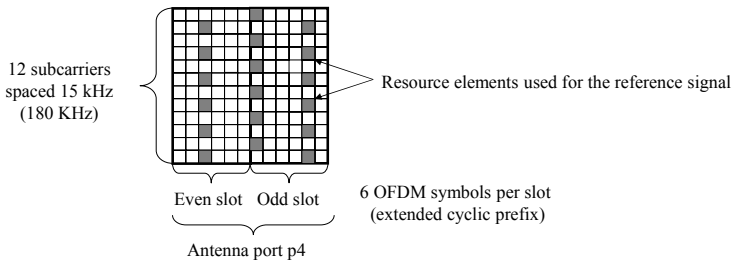 12 subcarriers
spaced 15 kHz
(180 KHz)
Resource elements used for the reference signal
Even slot
Odd slot
6 OFDM symbols per slot
(extended cyclic prefix)
Antenna port p4